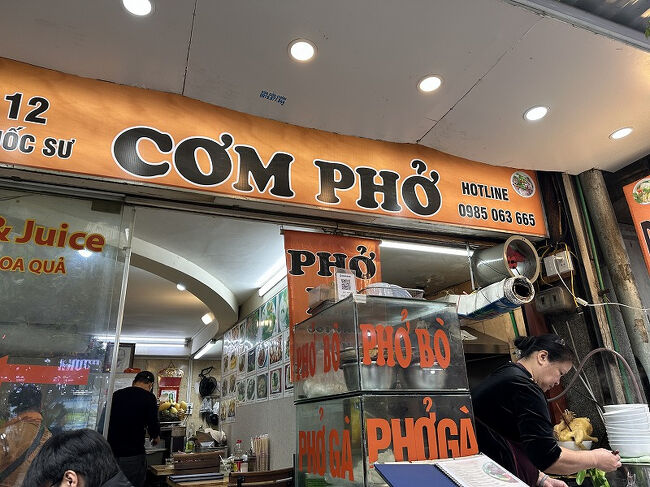 12
ỐC SƯ
CƠM PHỞ
HOTLINE
0985 063 665
& Juice
OA QUẢ
PHỞ
PHỞ BÒ
PHỞ BÒ
PHỞ GÀ
PHỞ GÀ